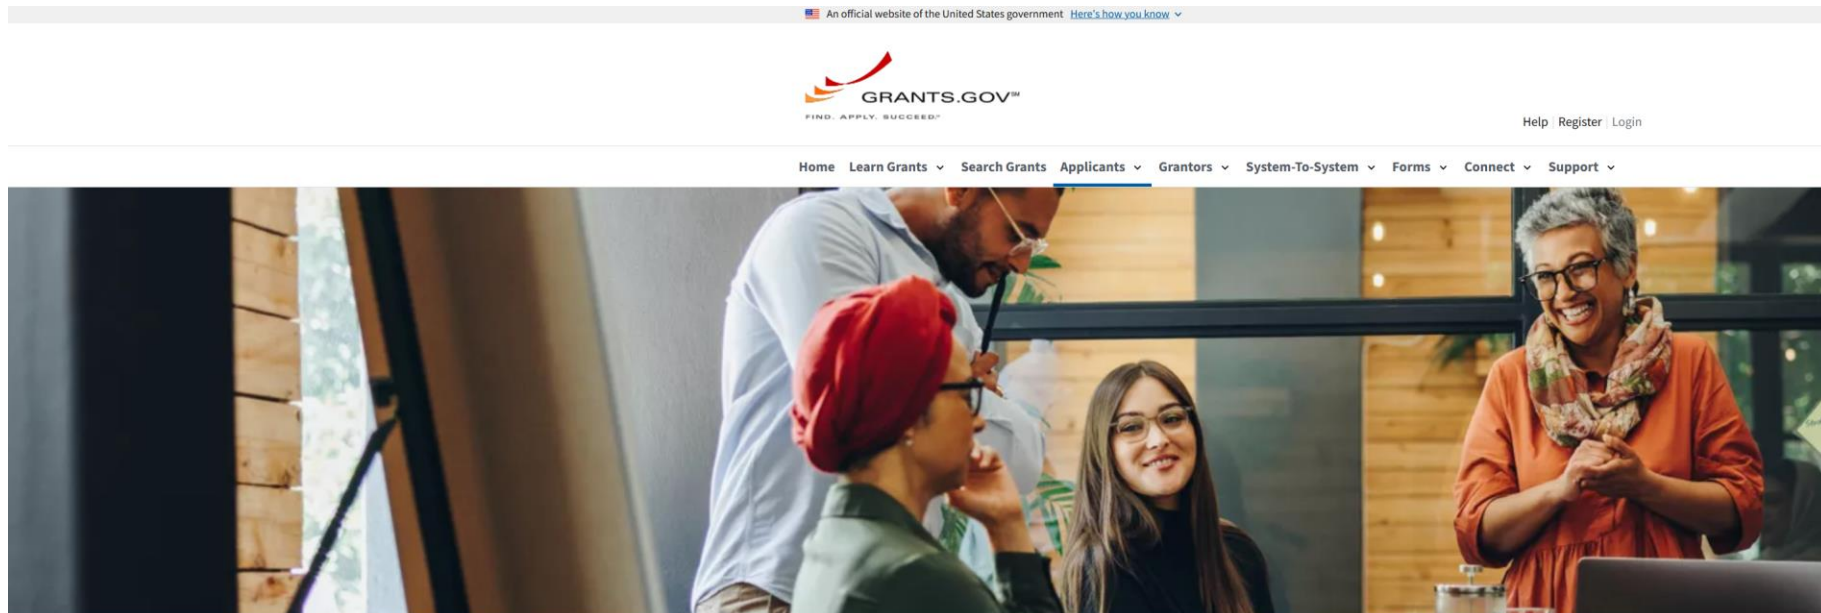 An official website of the United States government Here's how you know
GRANTS.GOV℠
FIND. APPLY. SUCCEED.℠
Help Register Login
Home Learn Grants Search Grants Applicants Grantors System-To-System Forms Connect Support